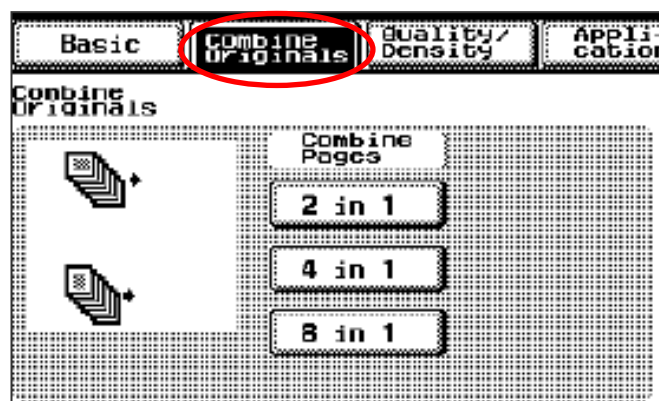 Basic
Combine
Originals
Quality/
Density
Appli-
cation
Combine
Originals
Combine
Pages
2 in 1
4 in 1
8 in 1